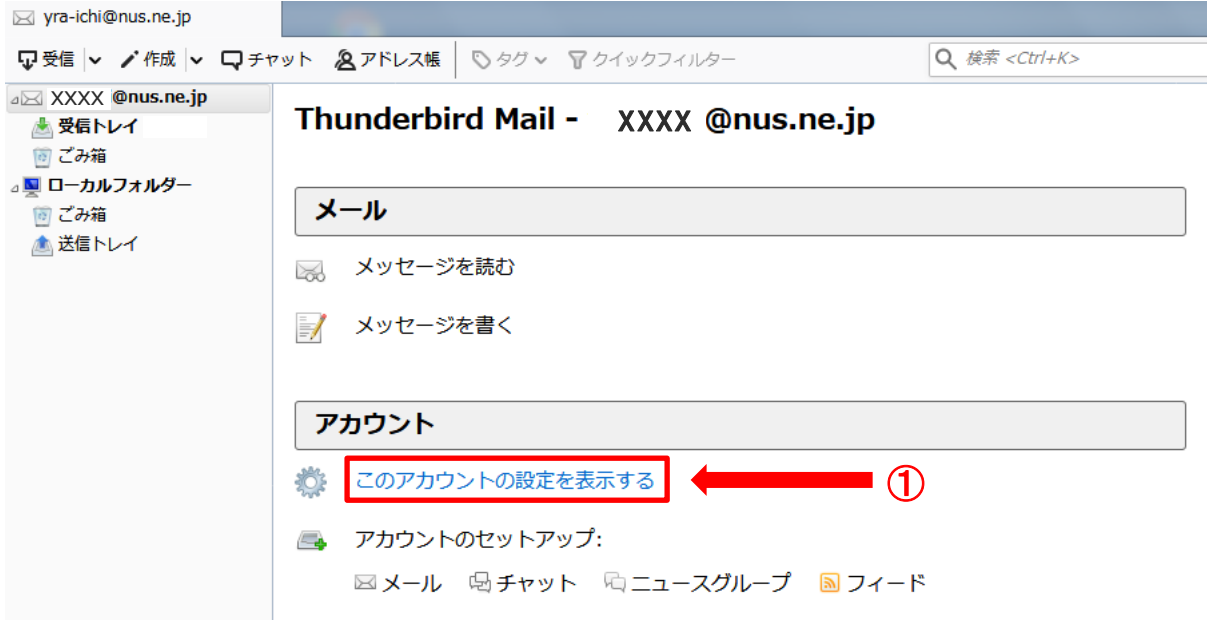 yra-ichi@nus.ne.jp
受信 作成 チャット アドレス帳 タグ クイックフィルター 検索 <Ctrl+K>
XXXX @nus.ne.jp
受信トレイ
ごみ箱
ローカルフォルダー
ごみ箱
送信トレイ
Thunderbird Mail - XXXX @nus.ne.jp
メール
メッセージを読む
メッセージを書く
アカウント
このアカウントの設定を表示する ①
アカウントのセットアップ:
メール チャット ニュースグループ フィード